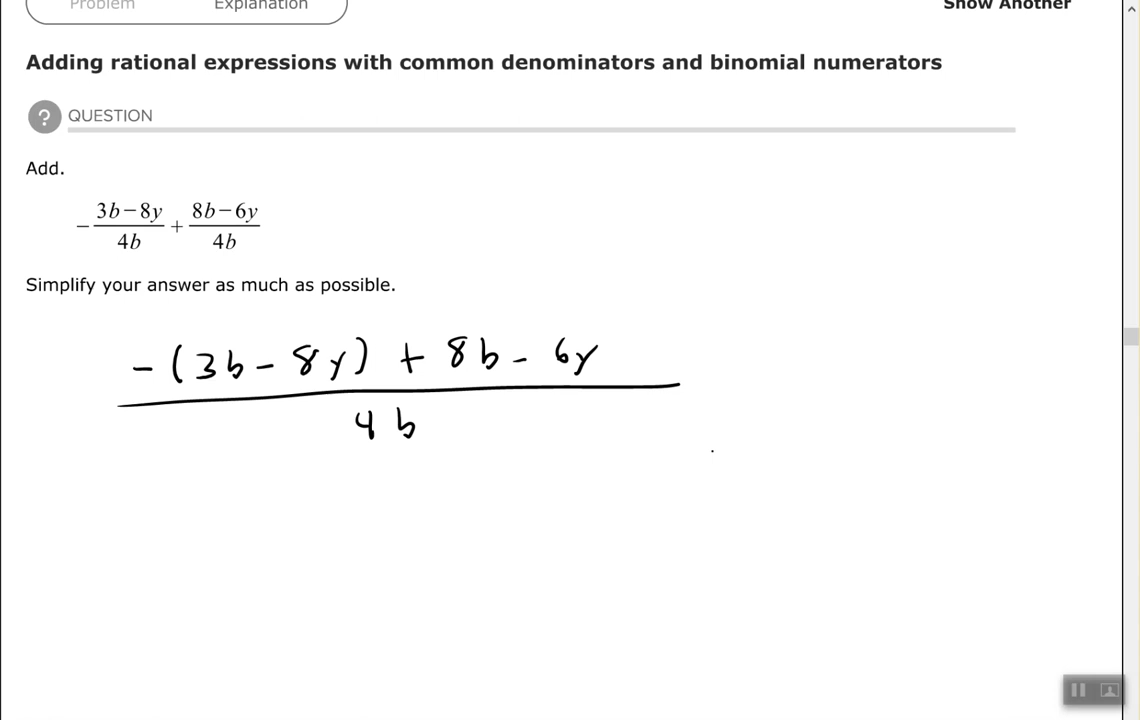 Problem Explanation Show Another
Adding rational expressions with common denominators and binomial numerators
? QUESTION
Add.
− 3b−8y/4b + 8b−6y/4b
Simplify your answer as much as possible.
− (3b − 8y) + 8b − 6y
4b